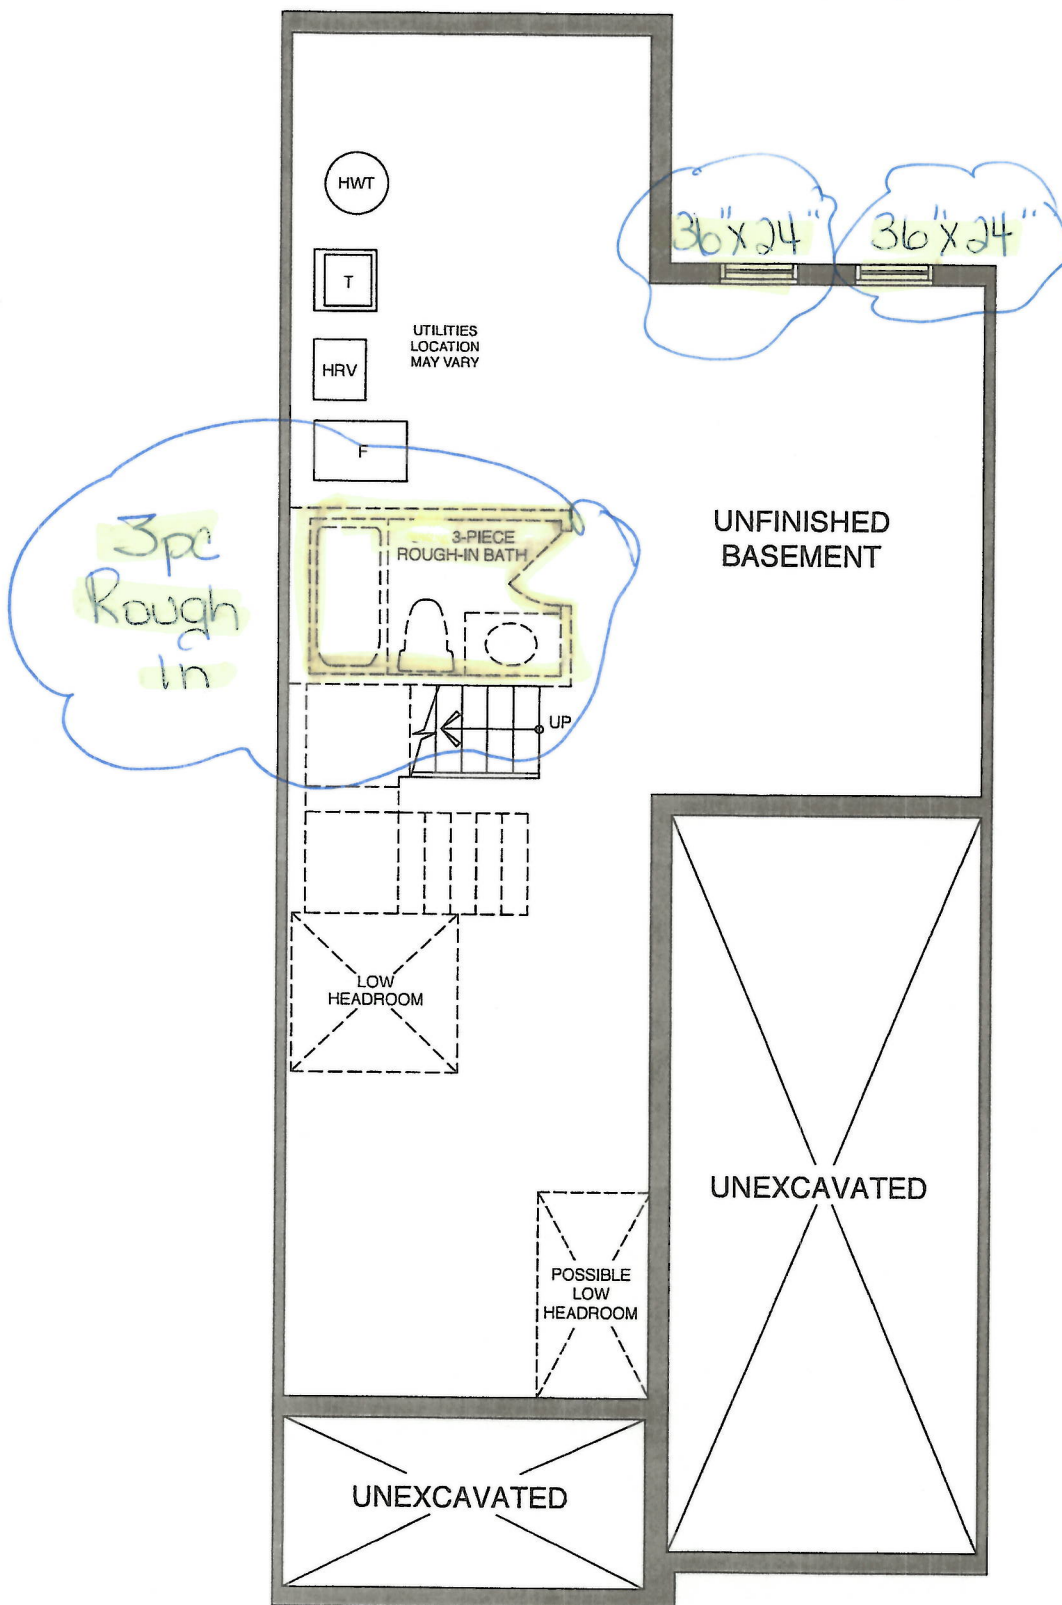 HWT
36"X24"
36"X24"
T
UTILITIES
LOCATION
MAY VARY
HRV
F
3pc
Rough
In
3-PIECE
ROUGH-IN BATH
UNFINISHED
BASEMENT
UP
LOW
HEADROOM
UNEXCAVATED
POSSIBLE
LOW
HEADROOM
UNEXCAVATED